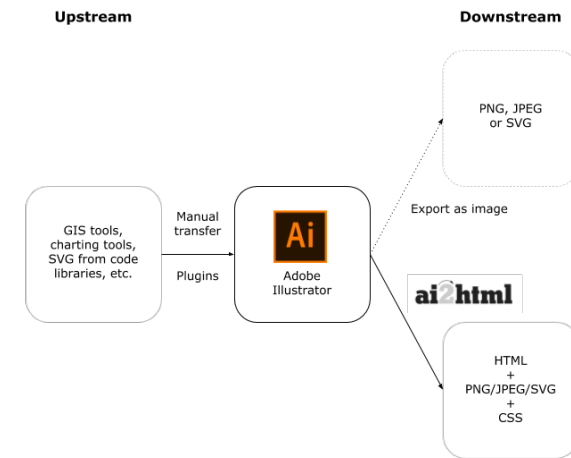 Upstream
Downstream
PNG, JPEG
or SVG
Export as image
GIS tools,
charting tools,
SVG from code
libraries, etc.
Manual
transfer
Plugins
Ai
Adobe
Illustrator
ai2html
HTML
+
PNG/JPEG/SVG
+
CSS